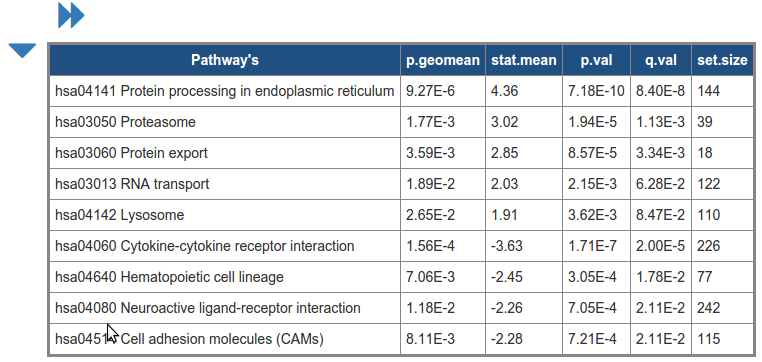 Pathway's p.geomean stat.mean p.val q.val set.size
hsa04141 Protein processing in endoplasmic reticulum 9.27E-6 4.36 7.18E-10 8.40E-8 144
hsa03050 Proteasome 1.77E-3 3.02 1.94E-5 1.13E-3 39
hsa03060 Protein export 3.59E-3 2.85 8.57E-5 3.34E-3 18
hsa03013 RNA transport 1.89E-2 2.03 2.15E-3 6.28E-2 122
hsa04142 Lysosome 2.65E-2 1.91 3.62E-3 8.47E-2 110
hsa04060 Cytokine-cytokine receptor interaction 1.56E-4 -3.63 1.71E-7 2.00E-5 226
hsa04640 Hematopoietic cell lineage 7.06E-3 -2.45 3.05E-4 1.78E-2 77
hsa04080 Neuroactive ligand-receptor interaction 1.18E-2 -2.26 7.05E-4 2.11E-2 242
Cell adhesion molecules (CAMs) 8.11E-3 -2.28 7.21E-4 2.11E-2 115